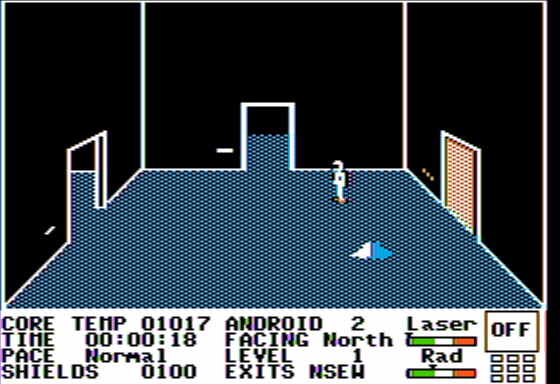 CORE TEMP 01017 ANDROID 2 Laser
TIME 00:00:18 FACING North
PACE Normal LEVEL 1 Rad
SHIELDS 0100 EXITS NSEW
OFF